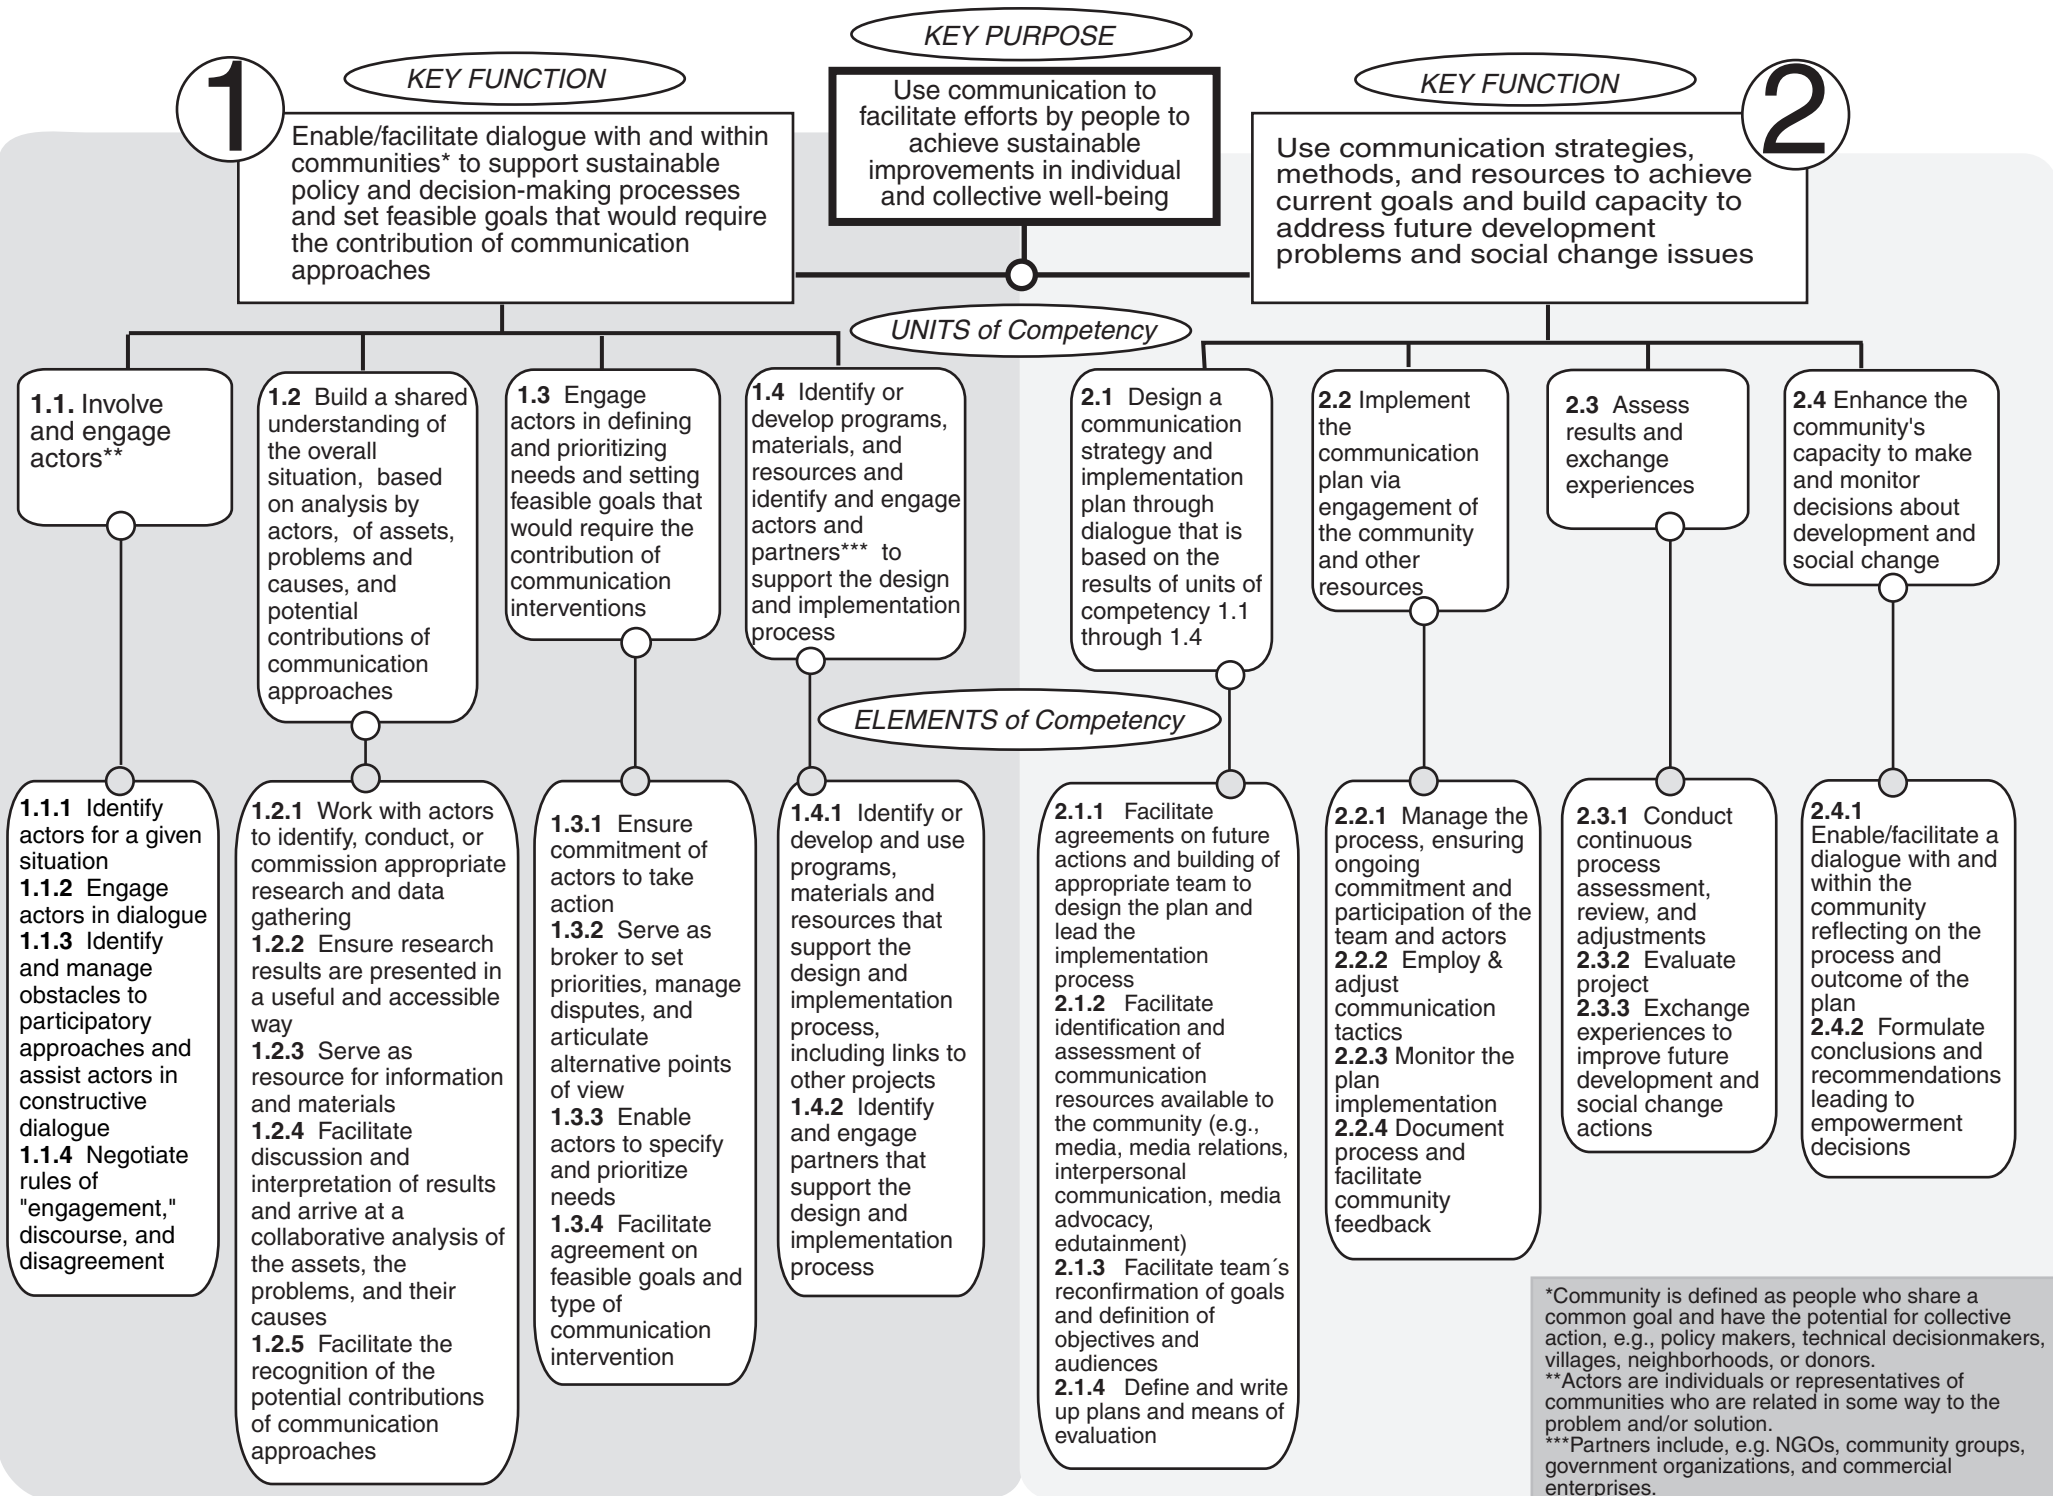 KEY PURPOSE
Use communication to
facilitate efforts by people to
achieve sustainable
improvements in individual
and collective well-being
1
KEY FUNCTION
Enable/facilitate dialogue with and within
communities* to support sustainable
policy and decision-making processes
and set feasible goals that would require
the contribution of communication
approaches
KEY FUNCTION
2
Use communication strategies,
methods, and resources to achieve
current goals and build capacity to
address future development
problems and social change issues
UNITS of Competency
1.1. Involve
and engage
actors**
1.2 Build a shared
understanding of
the overall
situation, based
on analysis by
actors, of assets,
problems and
causes, and
potential
contributions of
communication
approaches
1.3 Engage
actors in defining
and prioritizing
needs and setting
feasible goals that
would require the
contribution of
communication
interventions
1.4 Identify or
develop programs,
materials, and
resources and
identify and engage
actors and
partners*** to
support the design
and implementation
process
2.1 Design a
communication
strategy and
implementation
plan through
dialogue that is
based on the
results of units of
competency 1.1
through 1.4
2.2 Implement
the
communication
plan via
engagement of
the community
and other
resources
2.3 Assess
results and
exchange
experiences
2.4 Enhance the
community's
capacity to make
and monitor
decisions about
development and
social change
ELEMENTS of Competency
1.1.1 Identify
actors for a given
situation
1.1.2 Engage
actors in dialogue
1.1.3 Identify
and manage
obstacles to
participatory
approaches and
assist actors in
constructive
dialogue
1.1.4 Negotiate
rules of
"engagement,"
discourse, and
disagreement
1.2.1 Work with actors
to identify, conduct, or
commission appropriate
research and data
gathering
1.2.2 Ensure research
results are presented in
a useful and accessible
way
1.2.3 Serve as
resource for information
and materials
1.2.4 Facilitate
discussion and
interpretation of results
and arrive at a
collaborative analysis of
the assets, the
problems, and their
causes
1.2.5 Facilitate the
recognition of the
potential contributions
of communication
approaches
1.3.1 Ensure
commitment of
actors to take
action
1.3.2 Serve as
broker to set
priorities, manage
disputes, and
articulate
alternative points
of view
1.3.3 Enable
actors to specify
and prioritize
needs
1.3.4 Facilitate
agreement on
feasible goals and
type of
communication
intervention
1.4.1 Identify or
develop and use
programs,
materials and
resources that
support the
design and
implementation
process,
including links to
other projects
1.4.2 Identify
and engage
partners that
support the
design and
implementation
process
2.1.1 Facilitate
agreements on future
actions and building of
appropriate team to
design the plan and
lead the
implementation
process
2.1.2 Facilitate
identification and
assessment of
communication
resources available to
the community (e.g.,
media, media relations,
interpersonal
communication, media
advocacy,
edutainment)
2.1.3 Facilitate team´s
reconfirmation of goals
and definition of
objectives and
audiences
2.1.4 Define and write
up plans and means of
evaluation
2.2.1 Manage the
process, ensuring
ongoing
commitment and
participation of the
team and actors
2.2.2 Employ &
adjust
communication
tactics
2.2.3 Monitor the
plan
implementation
2.2.4 Document
process and
facilitate
community
feedback
2.3.1 Conduct
continuous
process
assessment,
review, and
adjustments
2.3.2 Evaluate
project
2.3.3 Exchange
experiences to
improve future
development and
social change
actions
2.4.1
Enable/facilitate a
dialogue with and
within the
community
reflecting on the
process and
outcome of the
plan
2.4.2 Formulate
conclusions and
recommendations
leading to
empowerment
decisions
*Community is defined as people who share a
common goal and have the potential for collective
action, e.g., policy makers, technical decisionmakers,
villages, neighborhoods, or donors.
**Actors are individuals or representatives of
communities who are related in some way to the
problem and/or solution.
***Partners include, e.g. NGOs, community groups,
government organizations, and commercial
enterprises.